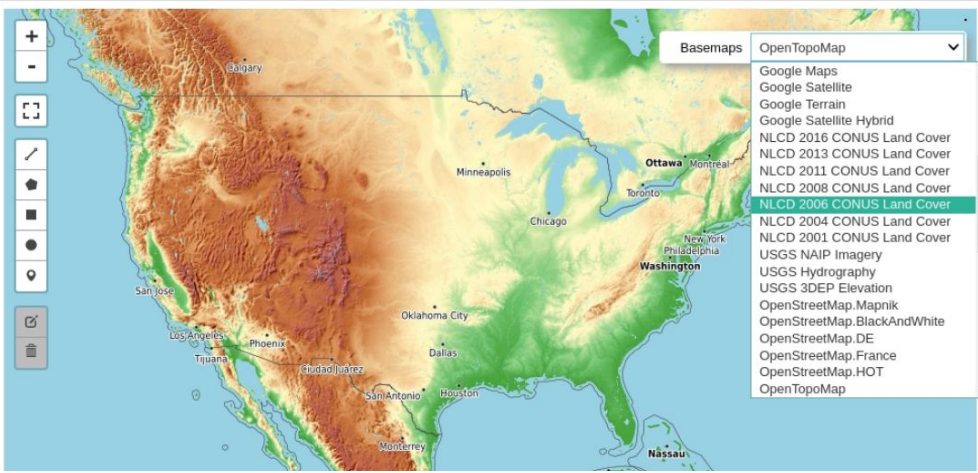 +
-
Basemaps OpenTopoMap
Google Maps
Google Satellite
Google Terrain
Google Satellite Hybrid
NLCD 2016 CONUS Land Cover
NLCD 2013 CONUS Land Cover
NLCD 2011 CONUS Land Cover
NLCD 2008 CONUS Land Cover
NLCD 2006 CONUS Land Cover
NLCD 2004 CONUS Land Cover
NLCD 2001 CONUS Land Cover
USGS NAIP Imagery
USGS Hydrography
USGS 3DEP Elevation
OpenStreetMap.Mapnik
OpenStreetMap.BlackAndWhite
OpenStreetMap.DE
OpenStreetMap.France
OpenStreetMap.HOT
OpenTopoMap
Calgary
Ottawa
Montréal
Minneapolis
Toronto
Chicago
New York
Philadelphia
Washington
San Jose
Oklahoma City
Los Angeles
Phoenix
Dallas
Tijuana
Ciudad Juárez
San Antonio
Houston
Monterrey
Nassau